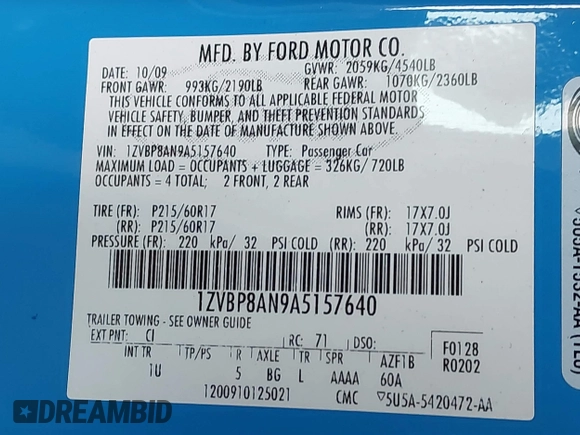 MFD. BY FORD MOTOR CO.
DATE: 10/09 GVWR: 2059KG/4540LB
FRONT GAWR: 993KG/2190LB REAR GAWR: 1070KG/2360LB
THIS VEHICLE CONFORMS TO ALL APPLICABLE FEDERAL MOTOR
VEHICLE SAFETY, BUMPER, AND THEFT PREVENTION STANDARDS
IN EFFECT ON THE DATE OF MANUFACTURE SHOWN ABOVE.
VIN: 1ZVBP8AN9A5157640 TYPE: Passenger Car
MAXIMUM LOAD = OCCUPANTS + LUGGAGE = 326KG/ 720LB
OCCUPANTS = 4 TOTAL; 2 FRONT, 2 REAR
TIRE (FR): P215/60R17 RIMS (FR): 17X7.0J
(RR): P215/60R17 (RR): 17X7.0J
PRESSURE (FR): 220 kPa/ 32 PSI COLD (RR): 220 kPa/ 32 PSI COLD
1ZVBP8AN9A5157640
TRAILER TOWING - SEE OWNER GUIDE
EXT PNT: CI RC: 71 DSO: F0128
INT TR TP/PS R AXLE TR SPR AZF1B R0202
1U 5 BG L AAAA 60A
1200910125021 CMC ▽5U5A-5420472-AA
DREAMBID